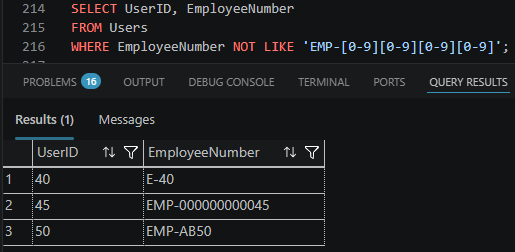 214 SELECT UserID, EmployeeNumber
215 FROM Users
216 WHERE EmployeeNumber NOT LIKE 'EMP-[0-9][0-9][0-9][0-9]';
PROBLEMS 16 OUTPUT DEBUG CONSOLE TERMINAL PORTS QUERY RESULTS
Results (1) Messages
UserID EmployeeNumber
1 40 E-40
2 45 EMP-000000000045
3 50 EMP-AB50